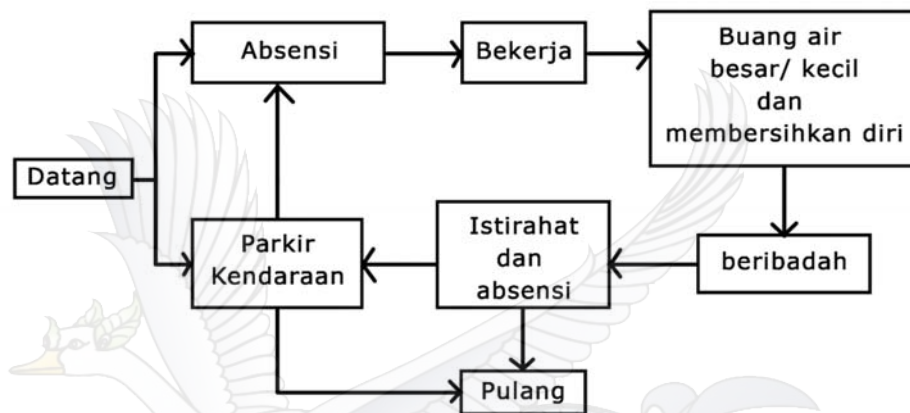 Absensi
Bekerja
Buang air
besar/ kecil
dan
membersihkan diri
Datang
Parkir
Kendaraan
Istirahat
dan
absensi
beribadah
Pulang